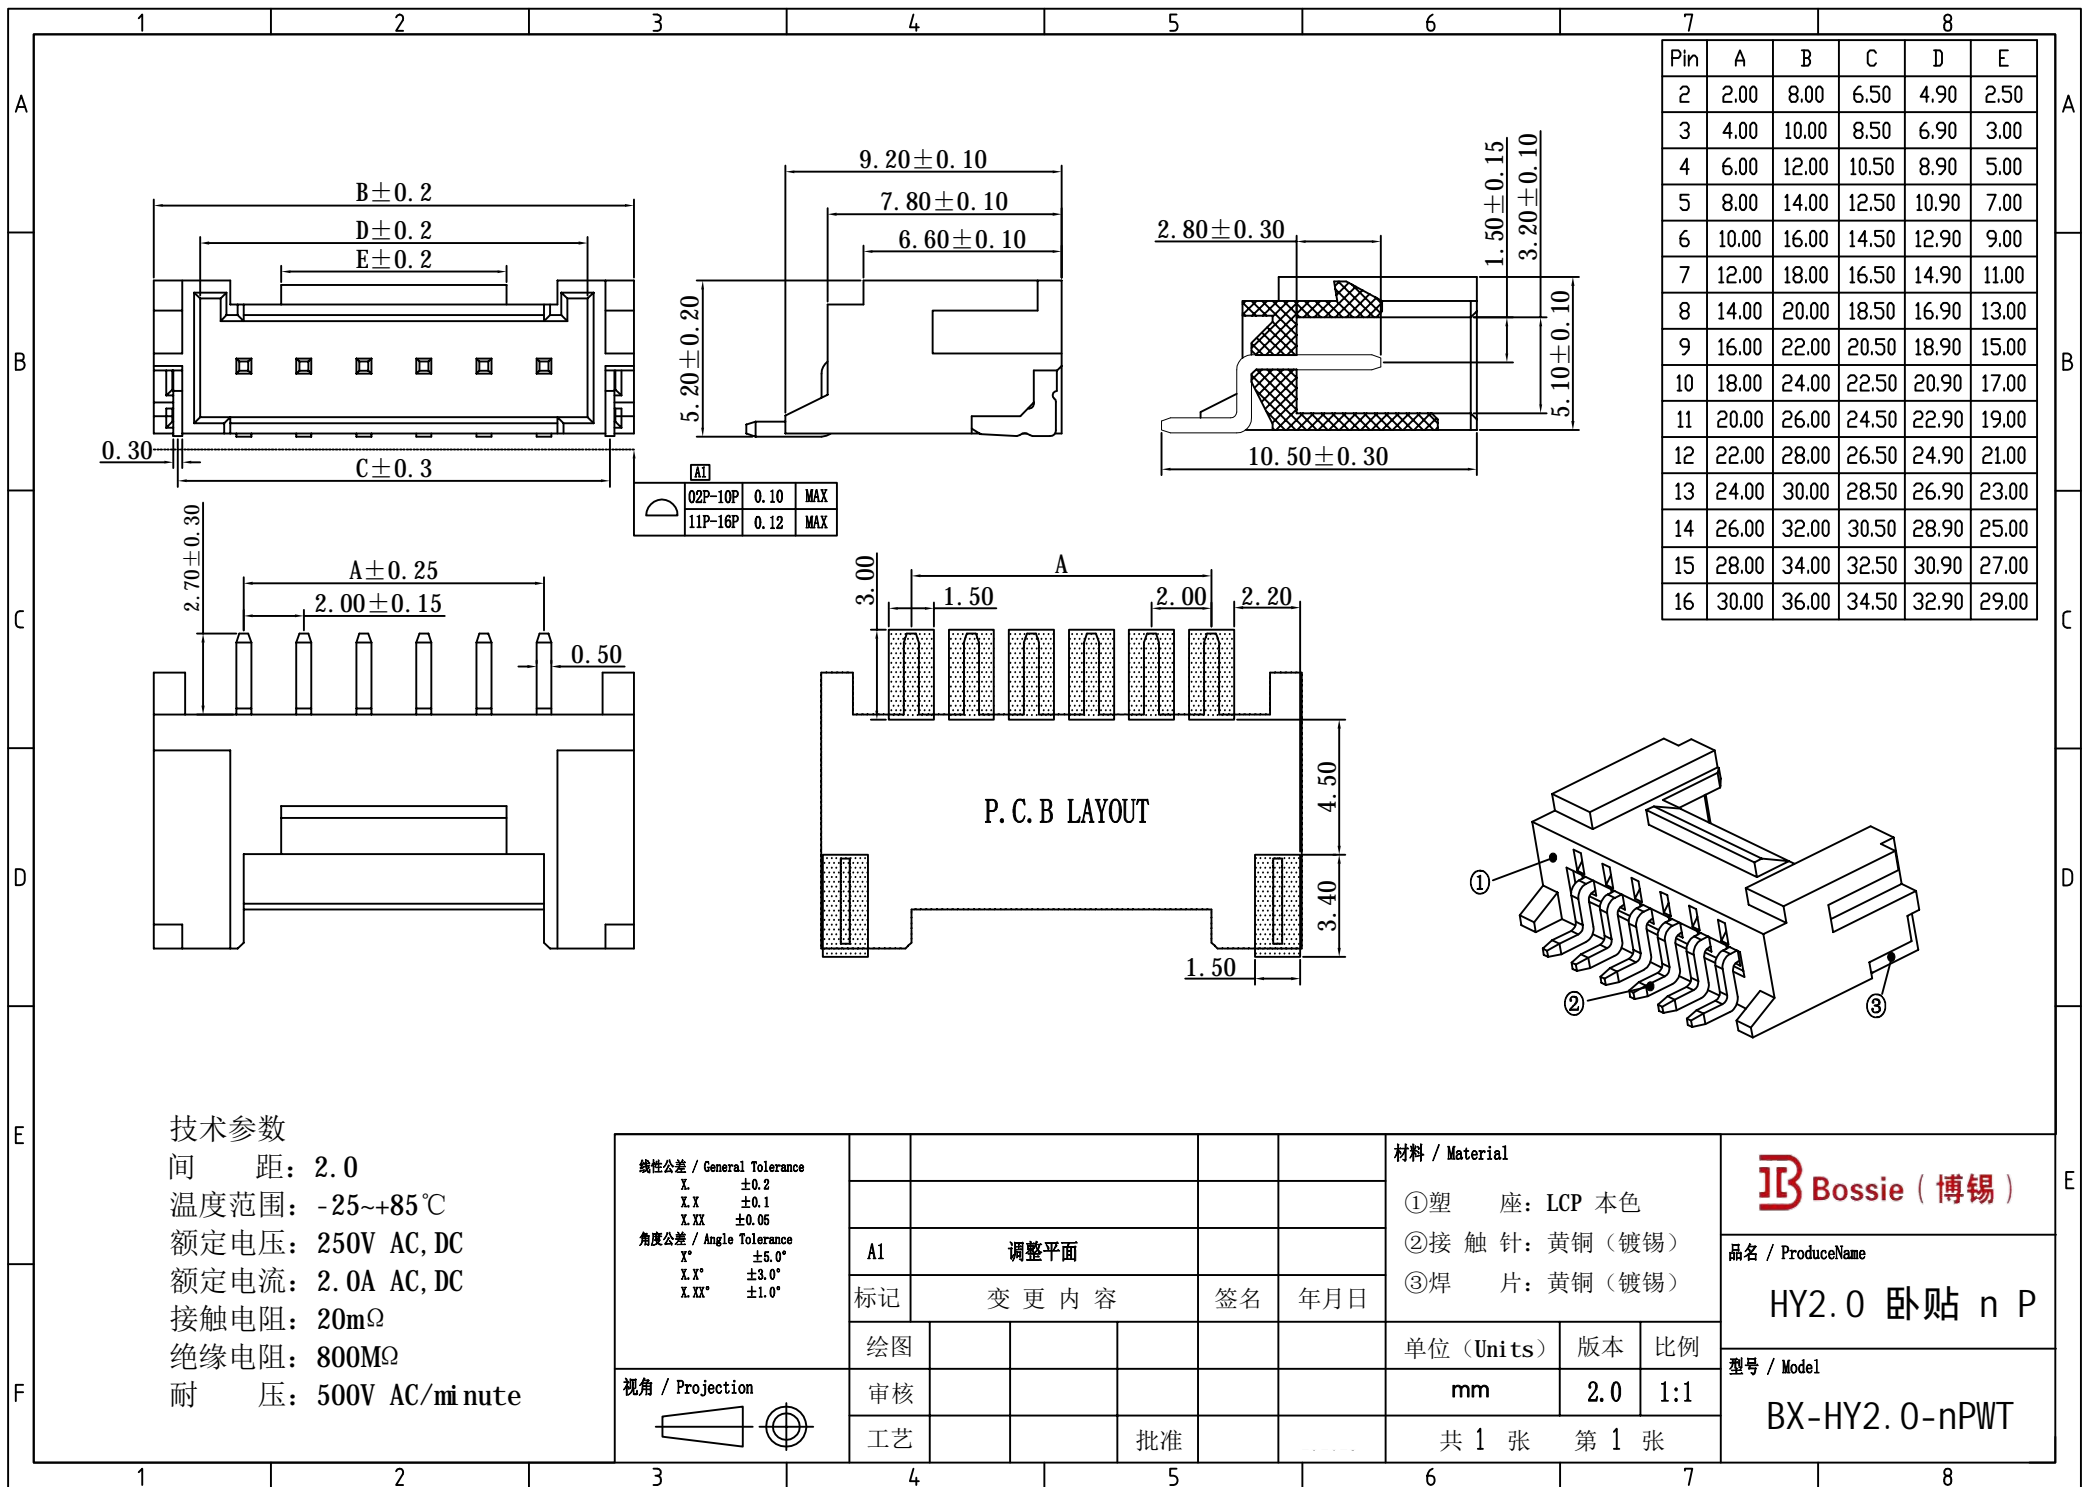 1 2 3 4 5 6 7 8
A
B
C
D
E
F
A
B
C
D
E
Pin A B C D E
2 2.00 8.00 6.50 4.90 2.50
3 4.00 10.00 8.50 6.90 3.00
4 6.00 12.00 10.50 8.90 5.00
5 8.00 14.00 12.50 10.90 7.00
6 10.00 16.00 14.50 12.90 9.00
7 12.00 18.00 16.50 14.90 11.00
8 14.00 20.00 18.50 16.90 13.00
9 16.00 22.00 20.50 18.90 15.00
10 18.00 24.00 22.50 20.90 17.00
11 20.00 26.00 24.50 22.90 19.00
12 22.00 28.00 26.50 24.90 21.00
13 24.00 30.00 28.50 26.90 23.00
14 26.00 32.00 30.50 28.90 25.00
15 28.00 34.00 32.50 30.90 27.00
16 30.00 36.00 34.50 32.90 29.00
B±0.2
D±0.2
E±0.2
0.30
C±0.3
9.20±0.10
7.80±0.10
6.60±0.10
5.20±0.20
2.80±0.30
1.50±0.15
3.20±0.10
5.10±0.10
10.50±0.30
A1
02P-10P 0.10 MAX
11P-16P 0.12 MAX
2.70±0.30
A±0.25
2.00±0.15
0.50
3.00
A
1.50
2.00
2.20
4.50
3.40
1.50
P.C.B LAYOUT
①
②
③
技术参数
间 距：2.0
温度范围：-25~+85℃
额定电压：250V AC,DC
额定电流：2.0A AC,DC
接触电阻：20mΩ
绝缘电阻：800MΩ
耐 压：500V AC/minute
线性公差 / General Tolerance
X. ±0.2
X.X ±0.1
X.XX ±0.05
角度公差 / Angle Tolerance
X° ±5.0°
X.X° ±3.0°
X.XX° ±1.0°
视角 / Projection
A1 调整平面
标记 变 更 内 容 签名 年月日
绘图
审核
工艺 批准
材料 / Material
①塑 座：LCP 本色
②接 触 针：黄铜（镀锡）
③焊 片：黄铜（镀锡）
单位（Units） 版本 比例
mm 2.0 1:1
共 1 张 第 1 张
Bossie（博锡）
品名 / ProduceName
HY2.0 卧贴 n P
型号 / Model
BX-HY2.0-nPWT
1 2 3 4 5 6 7 8